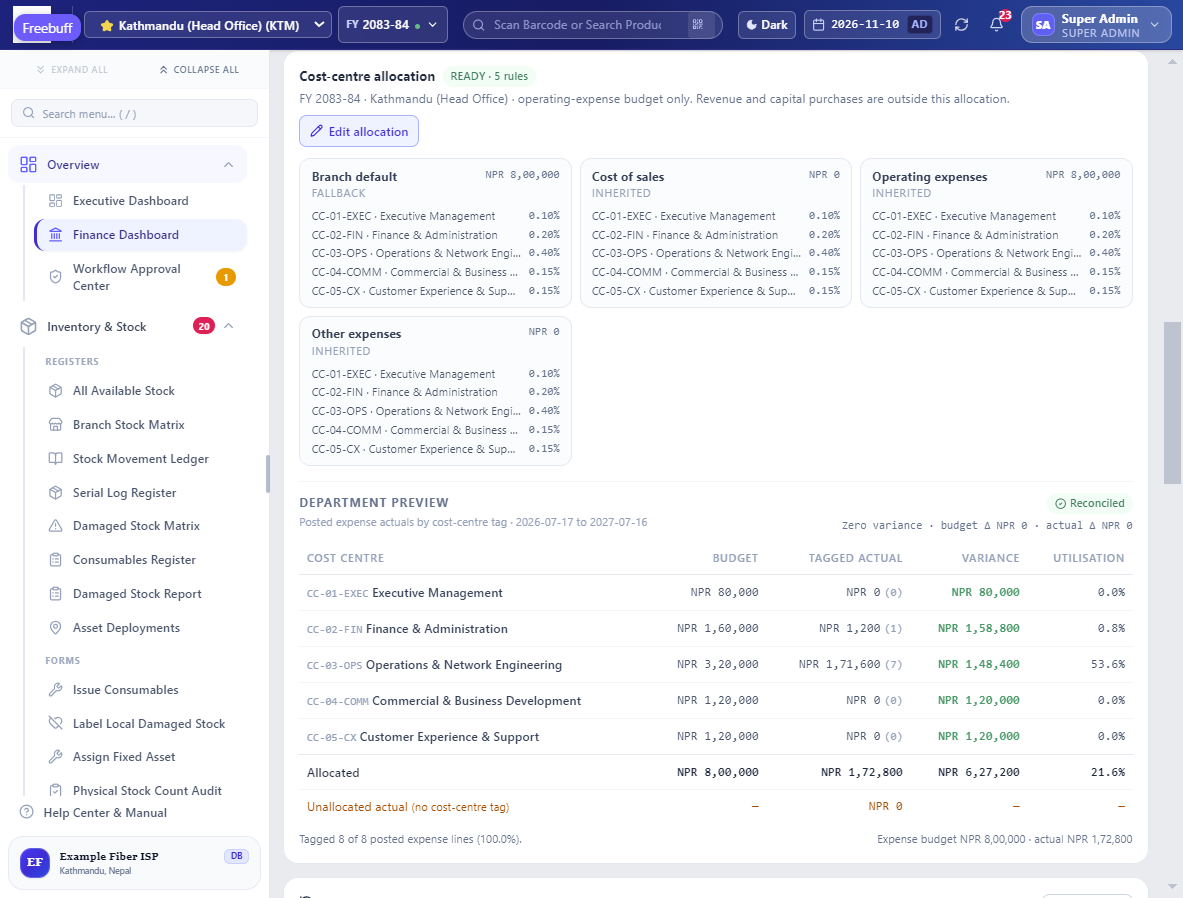 Freebuff
Kathmandu (Head Office) (KTM)
FY 2083-84
Scan Barcode or Search Produc
Dark
2026-11-10 AD
23
SA
Super Admin
SUPER ADMIN
EXPAND ALL
COLLAPSE ALL
Search menu... ( / )
Overview
Executive Dashboard
Finance Dashboard
Workflow Approval
Center
1
Inventory & Stock
20
REGISTERS
All Available Stock
Branch Stock Matrix
Stock Movement Ledger
Serial Log Register
Damaged Stock Matrix
Consumables Register
Damaged Stock Report
Asset Deployments
FORMS
Issue Consumables
Label Local Damaged Stock
Assign Fixed Asset
Physical Stock Count Audit
Help Center & Manual
EF
Example Fiber ISP
DB
Kathmandu, Nepal
Cost-centre allocation READY · 5 rules
FY 2083-84 · Kathmandu (Head Office) · operating-expense budget only. Revenue and capital purchases are outside this allocation.
Edit allocation
Branch default NPR 8,00,000
FALLBACK
CC-01-EXEC · Executive Management 0.10%
CC-02-FIN · Finance & Administration 0.20%
CC-03-OPS · Operations & Network Engi... 0.40%
CC-04-COMM · Commercial & Business ... 0.15%
CC-05-CX · Customer Experience & Sup... 0.15%
Cost of sales NPR 0
INHERITED
CC-01-EXEC · Executive Management 0.10%
CC-02-FIN · Finance & Administration 0.20%
CC-03-OPS · Operations & Network Engi... 0.40%
CC-04-COMM · Commercial & Business ... 0.15%
CC-05-CX · Customer Experience & Sup... 0.15%
Operating expenses NPR 8,00,000
INHERITED
CC-01-EXEC · Executive Management 0.10%
CC-02-FIN · Finance & Administration 0.20%
CC-03-OPS · Operations & Network Engi... 0.40%
CC-04-COMM · Commercial & Business ... 0.15%
CC-05-CX · Customer Experience & Sup... 0.15%
Other expenses NPR 0
INHERITED
CC-01-EXEC · Executive Management 0.10%
CC-02-FIN · Finance & Administration 0.20%
CC-03-OPS · Operations & Network Engi... 0.40%
CC-04-COMM · Commercial & Business ... 0.15%
CC-05-CX · Customer Experience & Sup... 0.15%
DEPARTMENT PREVIEW
Reconciled
Posted expense actuals by cost-centre tag · 2026-07-17 to 2027-07-16
Zero variance · budget Δ NPR 0 · actual Δ NPR 0
COST CENTRE BUDGET TAGGED ACTUAL VARIANCE UTILISATION
CC-01-EXEC Executive Management NPR 80,000 NPR 0 (0) NPR 80,000 0.0%
CC-02-FIN Finance & Administration NPR 1,60,000 NPR 1,200 (1) NPR 1,58,800 0.8%
CC-03-OPS Operations & Network Engineering NPR 3,20,000 NPR 1,71,600 (7) NPR 1,48,400 53.6%
CC-04-COMM Commercial & Business Development NPR 1,20,000 NPR 0 (0) NPR 1,20,000 0.0%
CC-05-CX Customer Experience & Support NPR 1,20,000 NPR 0 (0) NPR 1,20,000 0.0%
Allocated NPR 8,00,000 NPR 1,72,800 NPR 6,27,200 21.6%
Unallocated actual (no cost-centre tag) — NPR 0 — —
Tagged 8 of 8 posted expense lines (100.0%).
Expense budget NPR 8,00,000 · actual NPR 1,72,800